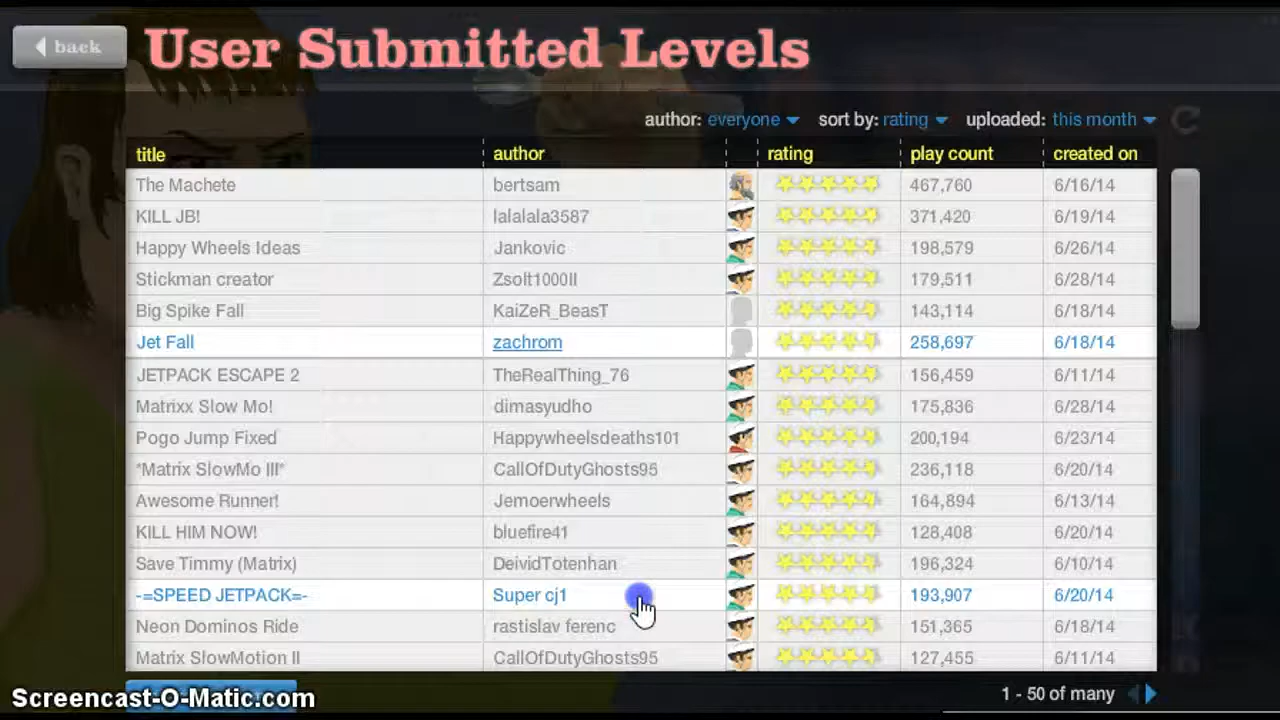 back User Submitted Levels
author: everyone sort by: rating uploaded: this month
title author rating play count created on
The Machete bertsam 467,760 6/16/14
KILL JB! lalalala3587 371,420 6/19/14
Happy Wheels Ideas Jankovic 198,579 6/26/14
Stickman creator Zsolt1000ll 179,511 6/28/14
Big Spike Fall KaiZeR_BeasT 143,114 6/18/14
Jet Fall zachrom 258,697 6/18/14
JETPACK ESCAPE 2 TheRealThing_76 156,459 6/11/14
Matrixx Slow Mo! dimasyudho 175,836 6/28/14
Pogo Jump Fixed Happywheelsdeaths101 200,194 6/23/14
*Matrix SlowMo III* CallOfDutyGhosts95 236,118 6/20/14
Awesome Runner! Jemoerwheels 164,894 6/13/14
KILL HIM NOW! bluefire41 128,408 6/20/14
Save Timmy (Matrix) DeividTotenhan 196,324 6/10/14
-=SPEED JETPACK=- Super cj1 193,907 6/20/14
Neon Dominos Ride rastislav ferenc 151,365 6/18/14
Matrix SlowMotion II CallOfDutyGhosts95 127,455 6/11/14
Screencast-O-Matic.com 1 - 50 of many